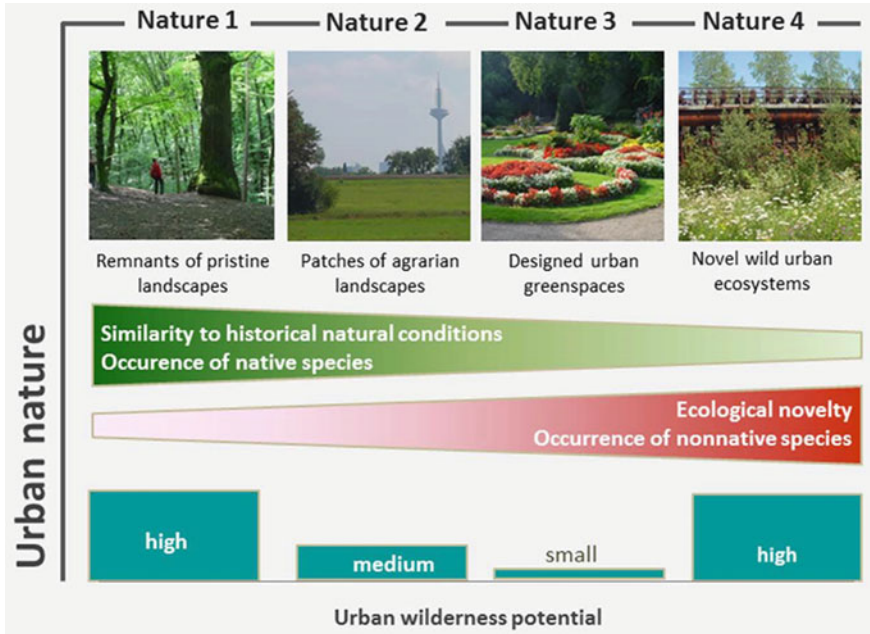 Nature 1
Nature 2
Nature 3
Nature 4
Remnants of pristine
landscapes
Patches of agrarian
landscapes
Designed urban
greenspaces
Novel wild urban
ecosystems
Urban nature
Similarity to historical natural conditions
Occurence of native species
Ecological novelty
Occurrence of nonnative species
high
medium
small
high
Urban wilderness potential